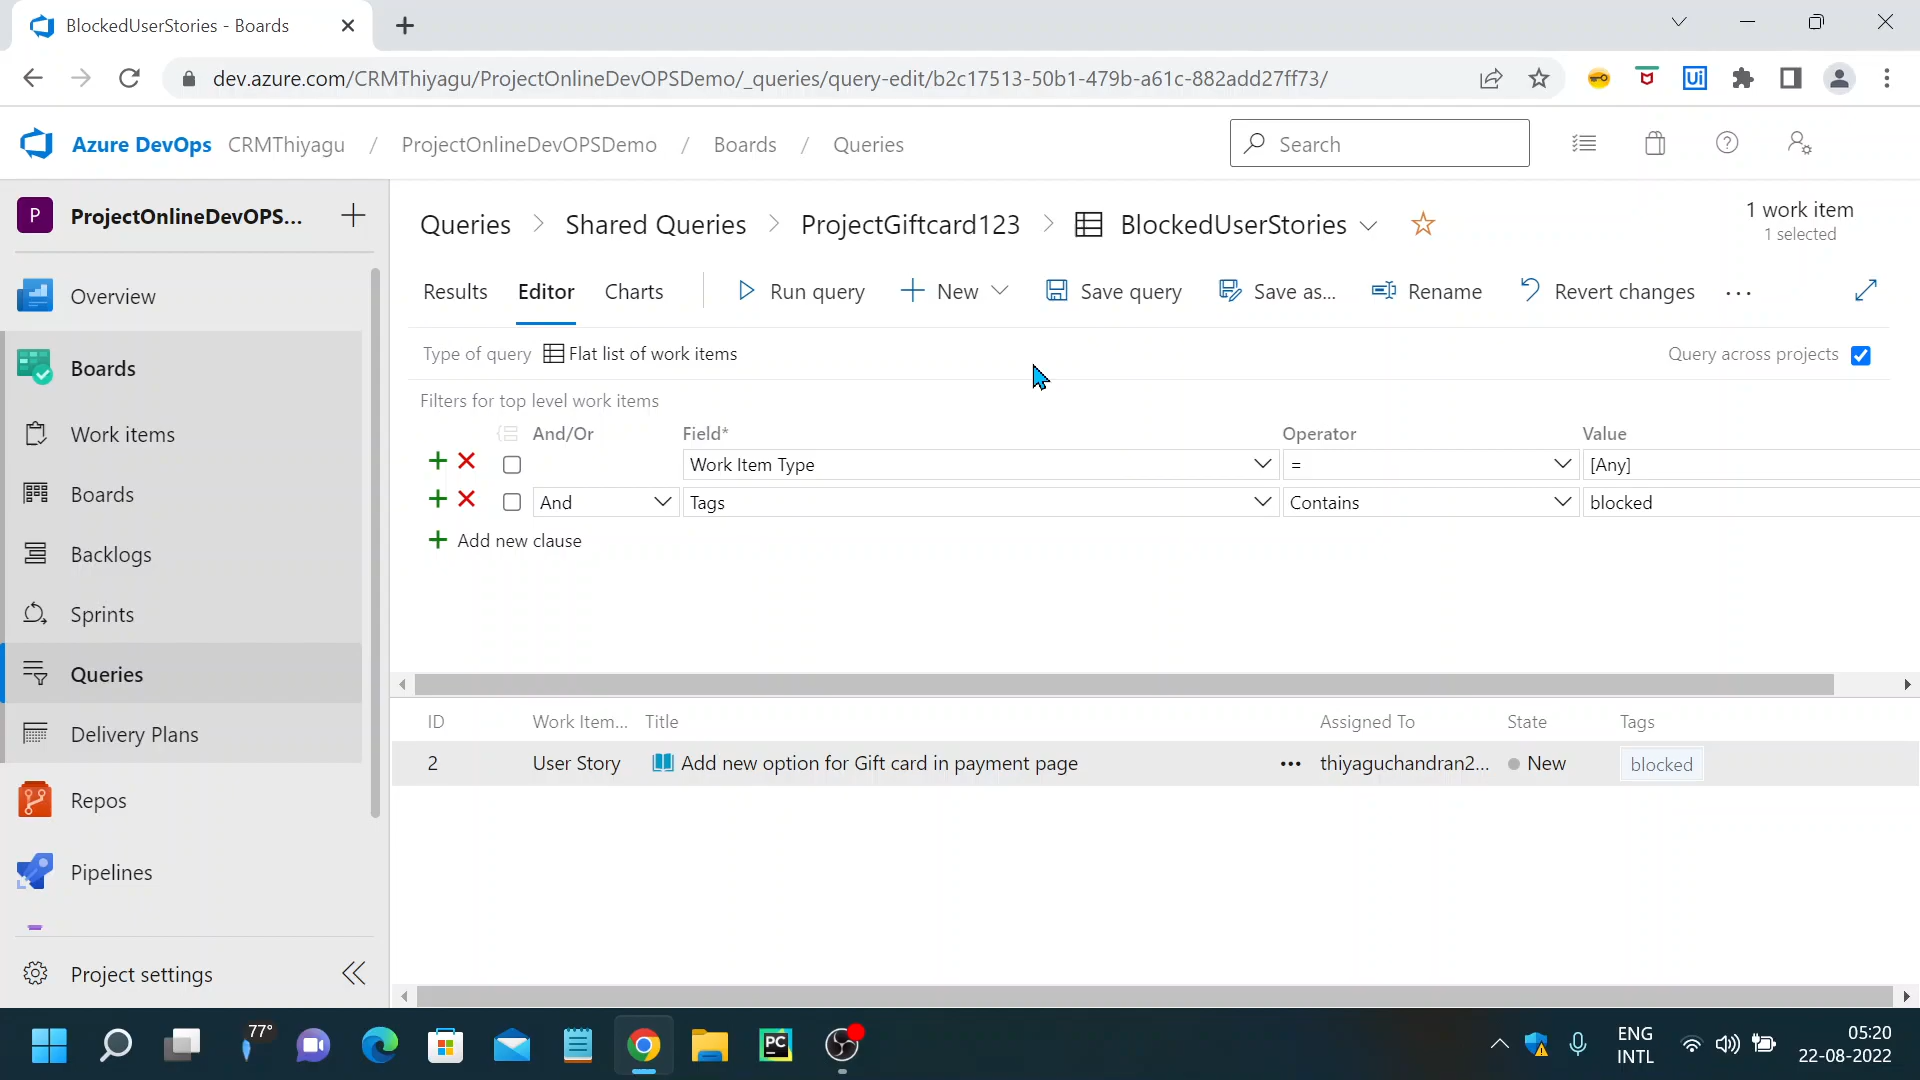 BlockedUserStories - Boards
dev.azure.com/CRMThiyagu/ProjectOnlineDevOPSDemo/_queries/query-edit/b2c17513-50b1-479b-a61c-882add27ff73/
Ui
Azure DevOps CRMThiyagu / ProjectOnlineDevOPSDemo / Boards / Queries
Search
P ProjectOnlineDevOPS...
Queries > Shared Queries > ProjectGiftcard123 > BlockedUserStories
1 work item
1 selected
Results Editor Charts Run query New Save query Save as... Rename Revert changes ...
Type of query Flat list of work items
Query across projects
Filters for top level work items
And/Or Field* Operator Value
Work Item Type = [Any]
And Tags Contains blocked
Add new clause
Overview
Boards
Work items
Boards
Backlogs
Sprints
Queries
Delivery Plans
Repos
Pipelines
Project settings
ID Work Item... Title Assigned To State Tags
2 User Story Add new option for Gift card in payment page ... thiyaguchandran2... New blocked
77°
PC
ENG
INTL
05:20
22-08-2022